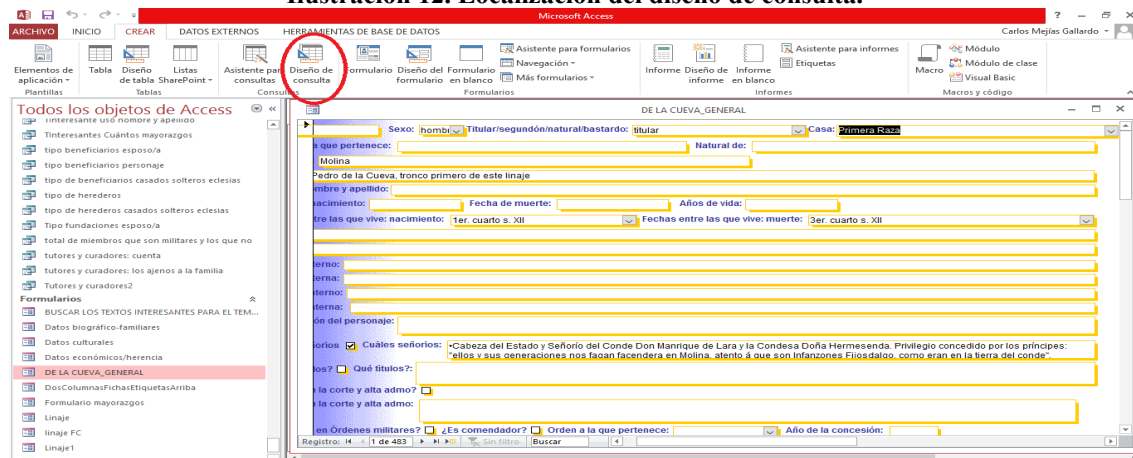 Ilustración 12. Localización del diseño de consulta.
Microsoft Access
ARCHIVO INICIO CREAR DATOS EXTERNOS HERRAMIENTAS DE BASE DE DATOS Carlos Mejías Gallardo
Elementos de aplicación
Tabla
Diseño de tabla
Listas SharePoint
Asistente para consultas
Diseño de consulta
Formulario
Diseño del formulario
Formulario en blanco
Asistente para formularios
Navegación
Más formularios
Informe
Diseño de informe
Informe en blanco
Asistente para informes
Etiquetas
Macro
Módulo
Módulo de clase
Visual Basic
Plantillas Tablas Consultas Formularios Informes Macros y código
Todos los objetos de Access
TInteresante uso nombre y apellido
TInteresantes Cuántos mayorazgos
tipo beneficiarios esposo/a
tipo beneficiarios personaje
tipo de beneficiarios casados solteros eclesias
tipo de herederos
tipo de herederos casados solteros eclesias
Tipo fundaciones esposo/a
total de miembros que son militares y los que no
tutores y curadores: cuenta
tutores y curadores: los ajenos a la familia
Tutores y curadores2
Formularios
BUSCAR LOS TEXTOS INTERESANTES PARA EL TEM...
Datos biográfico-familiares
Datos culturales
Datos económicos/herencia
DE LA CUEVA_GENERAL
DosColumnasFichasEtiquetasArriba
Formulario mayorazgos
Linaje
linaje FC
Linaje1
DE LA CUEVA_GENERAL
Sexo: hombr Titular/segundón/natural/bastardo: titular Casa: Primera Raza
a que pertenece: Natural de:
Molina
Pedro de la Cueva, tronco primero de este linaje
ombre y apellido:
nacimiento: Fecha de muerte: Años de vida:
tre las que vive: nacimiento: 1er. cuarto s. XII Fechas entre las que vive: muerte: 3er. cuarto s. XII
terno:
terna:
terno:
terna:
ón del personaje:
orios Cuáles señorios: •Cabeza del Estado y Señorío del Conde Don Manrique de Lara y la Condesa Doña Hermesenda. Privilegio concedido por los príncipes:
"ellos y sus generaciones nos fagan facendera en Molina, atento á que son Infanzones Fijosdalgo, como eran en la tierra del conde".
los? Qué títulos?:
n la corte y alta admo?
n la corte y alta admo:
en Órdenes militares? ¿Es comendador? Orden a la que pertenece: Año de la concesión:
Registro: 1 de 483 Sin filtro Buscar